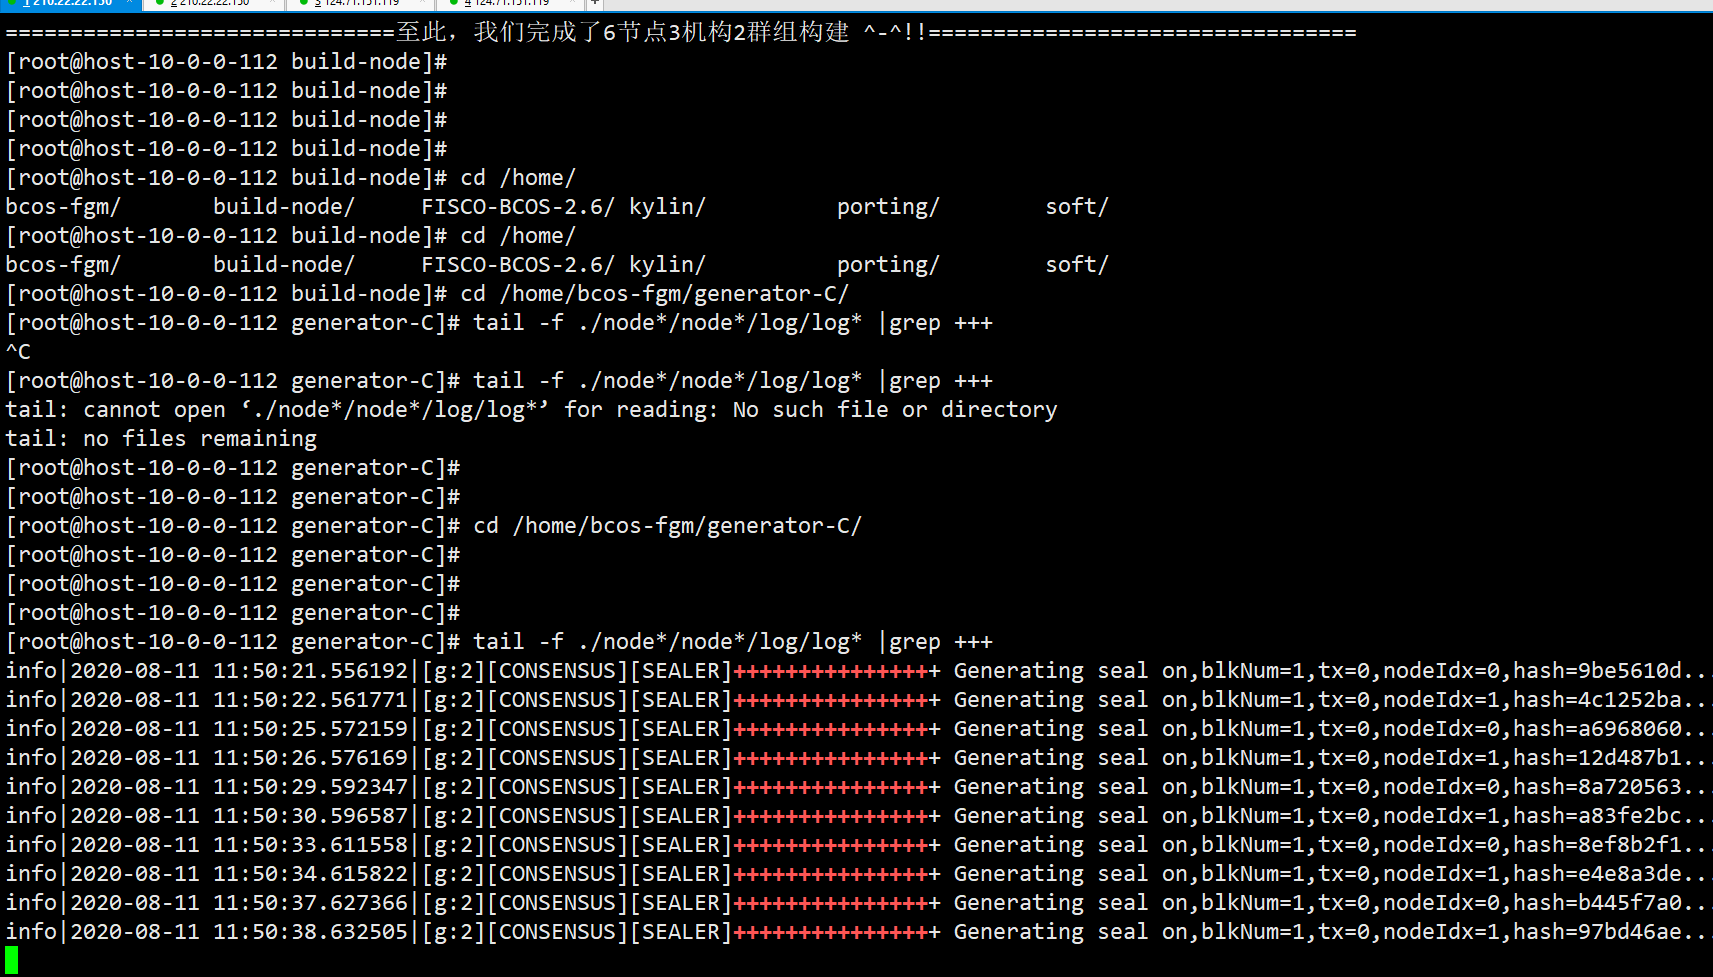 1 210.22.22.150 × 2 210.22.22.150 × 3 124.71.151.119 × 4 124.71.151.119 × +
==============================至此，我们完成了6节点3机构2群组构建 ^-^!!=================================
[root@host-10-0-0-112 build-node]#
[root@host-10-0-0-112 build-node]#
[root@host-10-0-0-112 build-node]#
[root@host-10-0-0-112 build-node]#
[root@host-10-0-0-112 build-node]# cd /home/
bcos-fgm/       build-node/     FISCO-BCOS-2.6/ kylin/          porting/        soft/
[root@host-10-0-0-112 build-node]# cd /home/
bcos-fgm/       build-node/     FISCO-BCOS-2.6/ kylin/          porting/        soft/
[root@host-10-0-0-112 build-node]# cd /home/bcos-fgm/generator-C/
[root@host-10-0-0-112 generator-C]# tail -f ./node*/node*/log/log* |grep +++
^C
[root@host-10-0-0-112 generator-C]# tail -f ./node*/node*/log/log* |grep +++
tail: cannot open ‘./node*/node*/log/log*’ for reading: No such file or directory
tail: no files remaining
[root@host-10-0-0-112 generator-C]#
[root@host-10-0-0-112 generator-C]#
[root@host-10-0-0-112 generator-C]# cd /home/bcos-fgm/generator-C/
[root@host-10-0-0-112 generator-C]#
[root@host-10-0-0-112 generator-C]#
[root@host-10-0-0-112 generator-C]#
[root@host-10-0-0-112 generator-C]# tail -f ./node*/node*/log/log* |grep +++
info|2020-08-11 11:50:21.556192|[g:2][CONSENSUS][SEALER]++++++++++++++++ Generating seal on,blkNum=1,tx=0,nodeIdx=0,hash=9be5610d...
info|2020-08-11 11:50:22.561771|[g:2][CONSENSUS][SEALER]++++++++++++++++ Generating seal on,blkNum=1,tx=0,nodeIdx=1,hash=4c1252ba...
info|2020-08-11 11:50:25.572159|[g:2][CONSENSUS][SEALER]++++++++++++++++ Generating seal on,blkNum=1,tx=0,nodeIdx=0,hash=a6968060...
info|2020-08-11 11:50:26.576169|[g:2][CONSENSUS][SEALER]++++++++++++++++ Generating seal on,blkNum=1,tx=0,nodeIdx=1,hash=12d487b1...
info|2020-08-11 11:50:29.592347|[g:2][CONSENSUS][SEALER]++++++++++++++++ Generating seal on,blkNum=1,tx=0,nodeIdx=0,hash=8a720563...
info|2020-08-11 11:50:30.596587|[g:2][CONSENSUS][SEALER]++++++++++++++++ Generating seal on,blkNum=1,tx=0,nodeIdx=1,hash=a83fe2bc...
info|2020-08-11 11:50:33.611558|[g:2][CONSENSUS][SEALER]++++++++++++++++ Generating seal on,blkNum=1,tx=0,nodeIdx=0,hash=8ef8b2f1...
info|2020-08-11 11:50:34.615822|[g:2][CONSENSUS][SEALER]++++++++++++++++ Generating seal on,blkNum=1,tx=0,nodeIdx=1,hash=e4e8a3de...
info|2020-08-11 11:50:37.627366|[g:2][CONSENSUS][SEALER]++++++++++++++++ Generating seal on,blkNum=1,tx=0,nodeIdx=0,hash=b445f7a0...
info|2020-08-11 11:50:38.632505|[g:2][CONSENSUS][SEALER]++++++++++++++++ Generating seal on,blkNum=1,tx=0,nodeIdx=1,hash=97bd46ae...